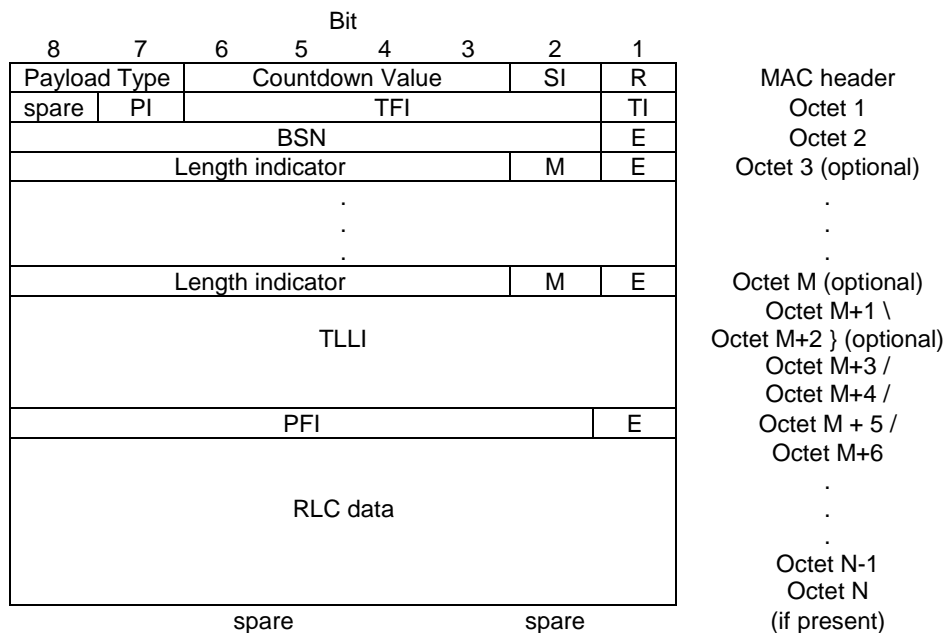 Bit
8 7 6 5 4 3 2 1
Payload Type Countdown Value SI R MAC header
spare PI TFI TI Octet 1
BSN E Octet 2
Length indicator M E Octet 3 (optional)
. .
. .
. .
Length indicator M E Octet M (optional)
Octet M+1 \
TLLI Octet M+2 } (optional)
Octet M+3 /
Octet M+4 /
PFI E Octet M + 5 /
Octet M+6
.
RLC data .
.
Octet N-1
Octet N
spare spare (if present)